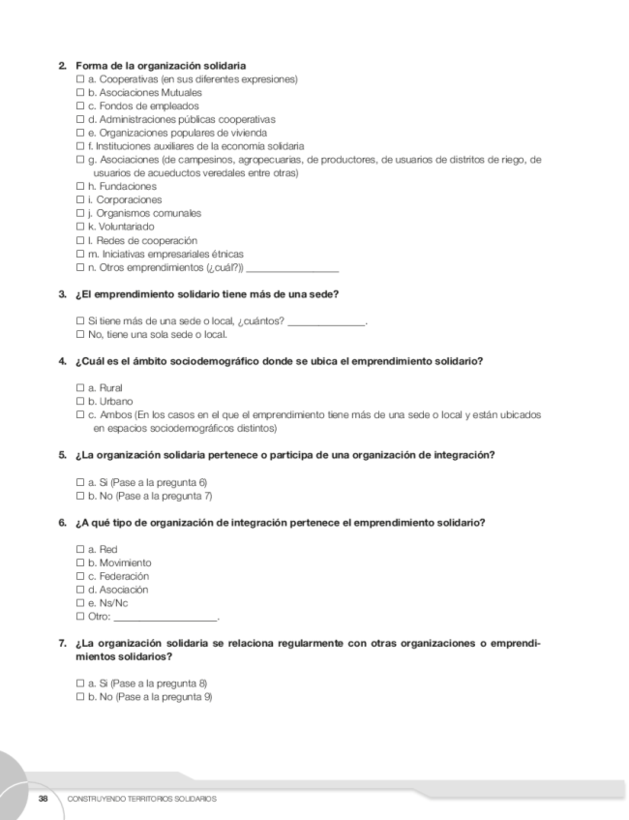 2. Forma de la organización solidaria
☐ a. Cooperativas (en sus diferentes expresiones)
☐ b. Asociaciones Mutuales
☐ c. Fondos de empleados
☐ d. Administraciones públicas cooperativas
☐ e. Organizaciones populares de vivienda
☐ f. Instituciones auxiliares de la economía solidaria
☐ g. Asociaciones (de campesinos, agropecuarias, de productores, de usuarios de distritos de riego, de
usuarios de acueductos veredales entre otras)
☐ h. Fundaciones
☐ i. Corporaciones
☐ j. Organismos comunales
☐ k. Voluntariado
☐ l. Redes de cooperación
☐ m. Iniciativas empresariales étnicas
☐ n. Otros emprendimientos (¿cuál?)) __________________
3. ¿El emprendimiento solidario tiene más de una sede?
☐ Si tiene más de una sede o local, ¿cuántos? _______________.
☐ No, tiene una sola sede o local.
4. ¿Cuál es el ámbito sociodemográfico donde se ubica el emprendimiento solidario?
☐ a. Rural
☐ b. Urbano
☐ c. Ambos (En los casos en el que el emprendimiento tiene más de una sede o local y están ubicados
en espacios sociodemográficos distintos)
5. ¿La organización solidaria pertenece o participa de una organización de integración?
☐ a. Si (Pase a la pregunta 6)
☐ b. No (Pase a la pregunta 7)
6. ¿A qué tipo de organización de integración pertenece el emprendimiento solidario?
☐ a. Red
☐ b. Movimiento
☐ c. Federación
☐ d. Asociación
☐ e. Ns/Nc
☐ Otro: ____________________.
7. ¿La organización solidaria se relaciona regularmente con otras organizaciones o emprendi-
mientos solidarios?
☐ a. Si (Pase a la pregunta 8)
☐ b. No (Pase a la pregunta 9)
38 CONSTRUYENDO TERRITORIOS SOLIDARIOS